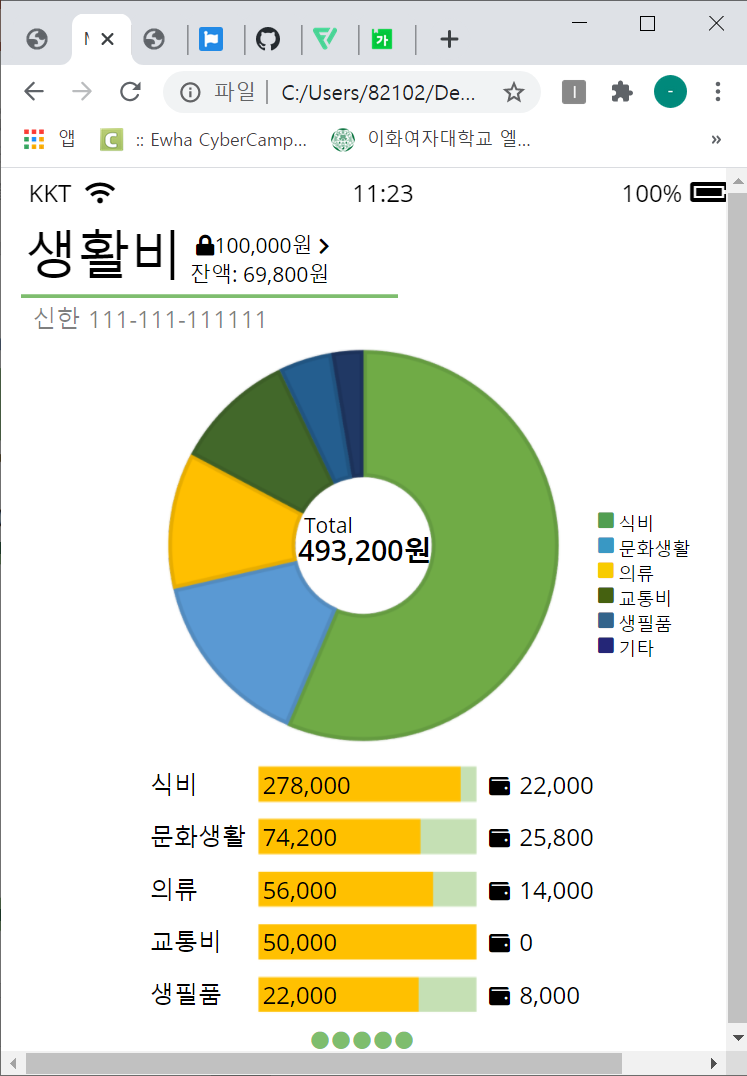 파일 | C:/Users/82102/De...
앱
C :: Ewha CyberCamp...
이화여자대학교 엘...
»
KKT 11:23 100%
생활비
100,000원
잔액: 69,800원
신한 111-111-111111
Total
493,200원
식비
문화생활
의류
교통비
생필품
기타
식비 278,000 22,000
문화생활 74,200 25,800
의류 56,000 14,000
교통비 50,000 0
생필품 22,000 8,000